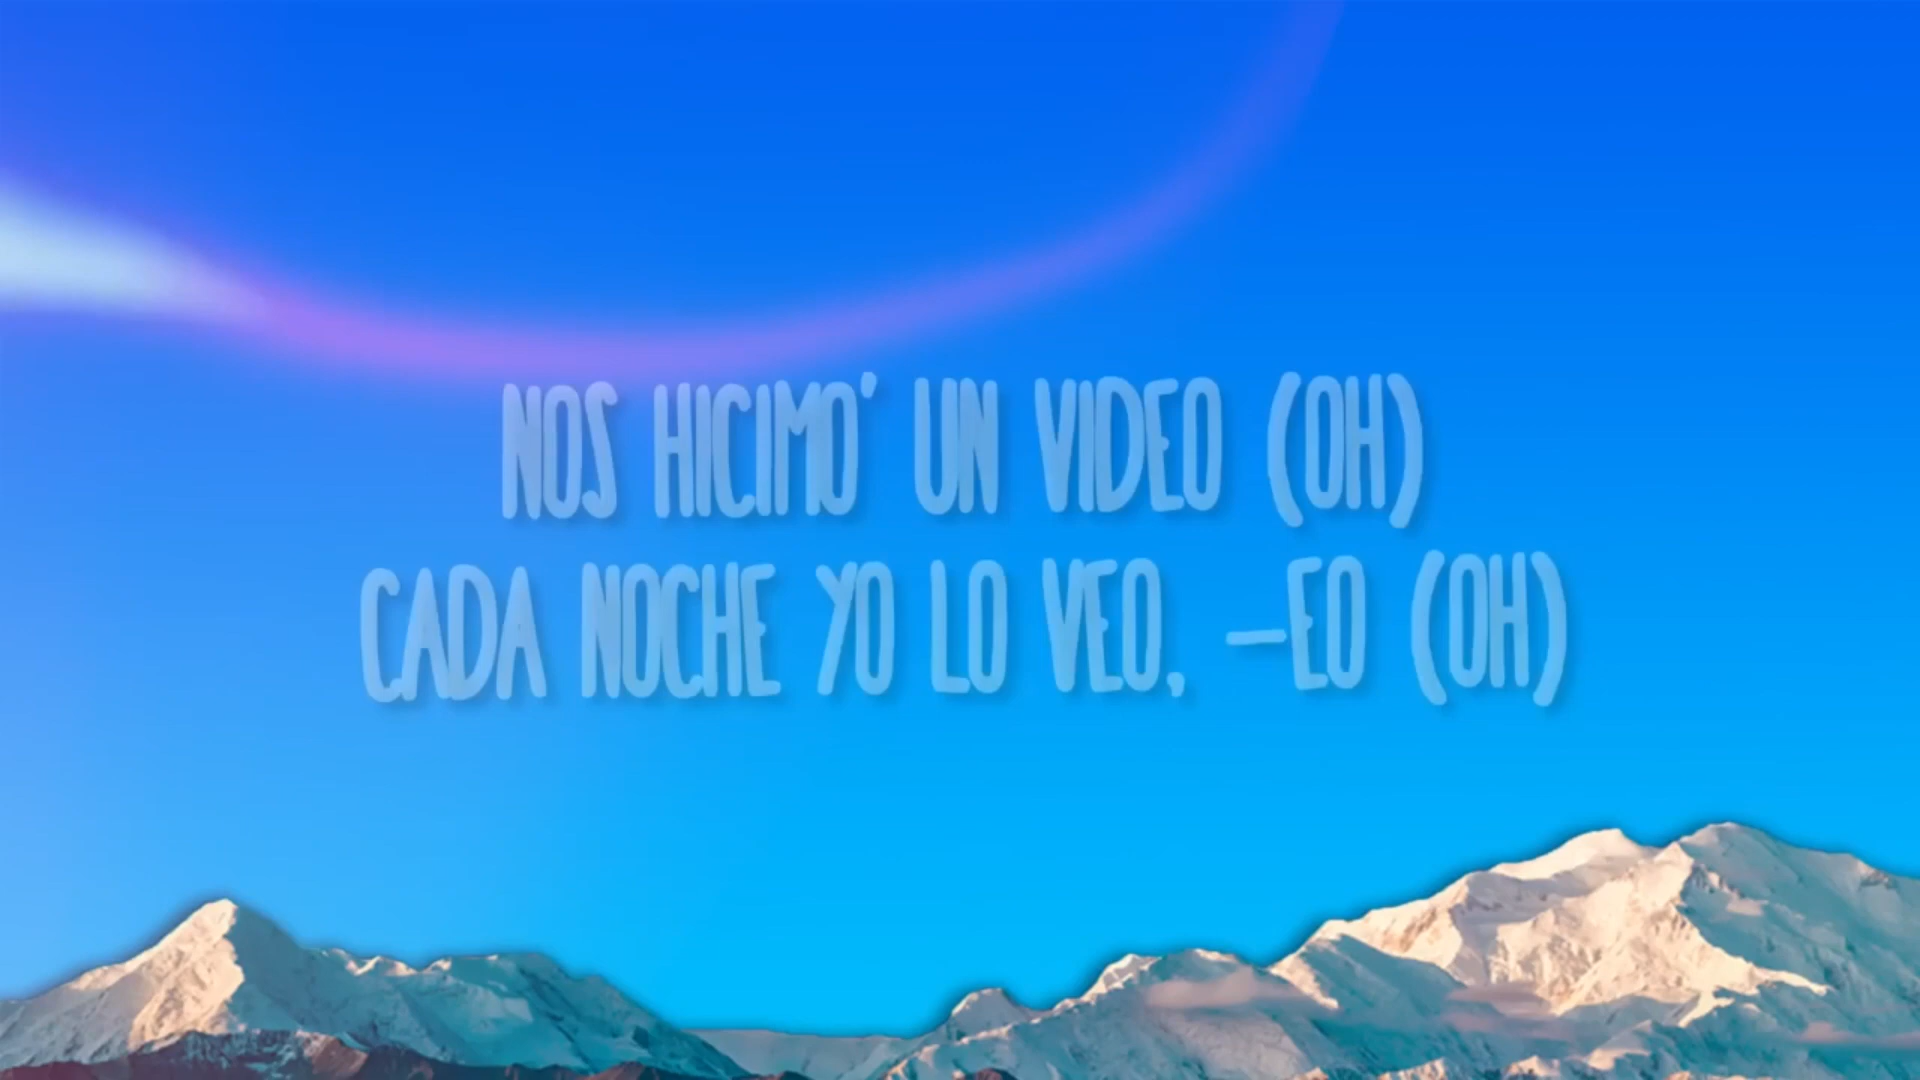 NOS HICIMO' UN VIDEO (OH)
CADA NOCHE YO LO VEO, -EO (OH)